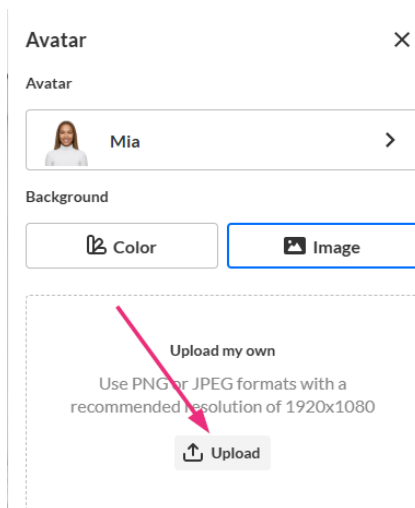 Avatar
Avatar
Mia
Background
Color
Image
Upload my own
Use PNG or JPEG formats with a
recommended resolution of 1920x1080
Upload